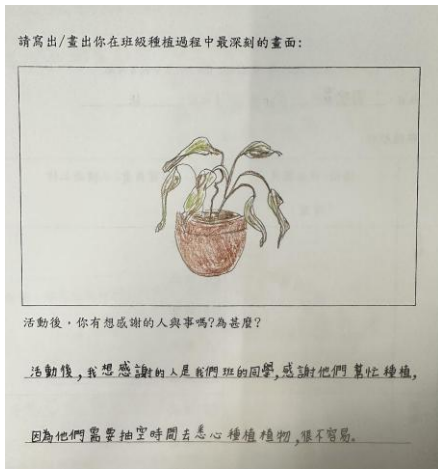 請寫出/畫出你在班級種植過程中最深刻的畫面:
活動後，你有想感謝的人與事嗎?為甚麼?
活動後,我想感謝的人是我們班的同學,感謝他們幫忙種植,
因為他們需要抽空時間去悉心種植植物,很不容易。